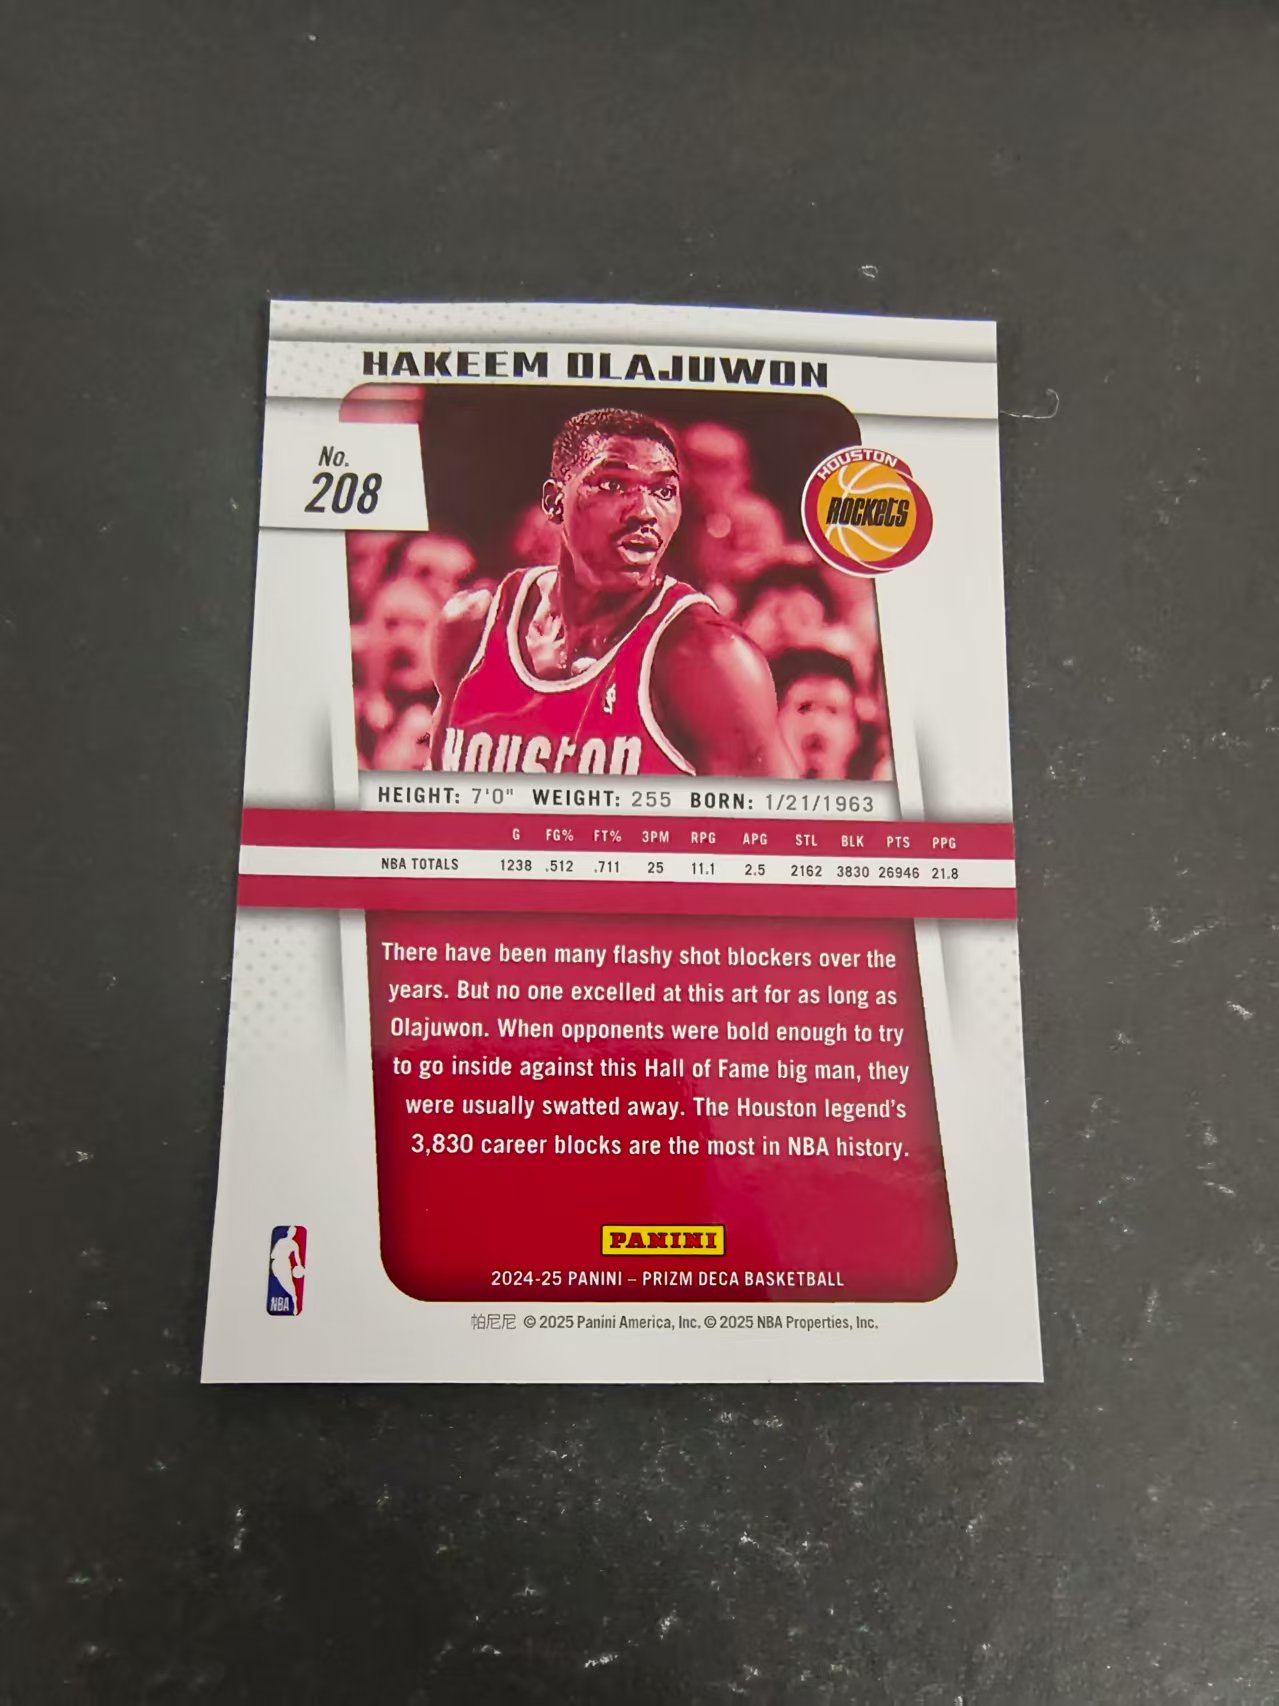 HAKEEM OLAJUWON
No.
208
HOUSTON
ROCKETS
HOUSTON
HEIGHT: 7'0" WEIGHT: 255 BORN: 1/21/1963
G FG% FT% 3PM RPG APG STL BLK PTS PPG
NBA TOTALS 1238 .512 .711 25 11.1 2.5 2162 3830 26946 21.8
There have been many flashy shot blockers over the
years. But no one excelled at this art for as long as
Olajuwon. When opponents were bold enough to try
to go inside against this Hall of Fame big man, they
were usually swatted away. The Houston legend's
3,830 career blocks are the most in NBA history.
PANINI
2024-25 PANINI – PRIZM DECA BASKETBALL
NBA
帕尼尼 © 2025 Panini America, Inc. © 2025 NBA Properties, Inc.